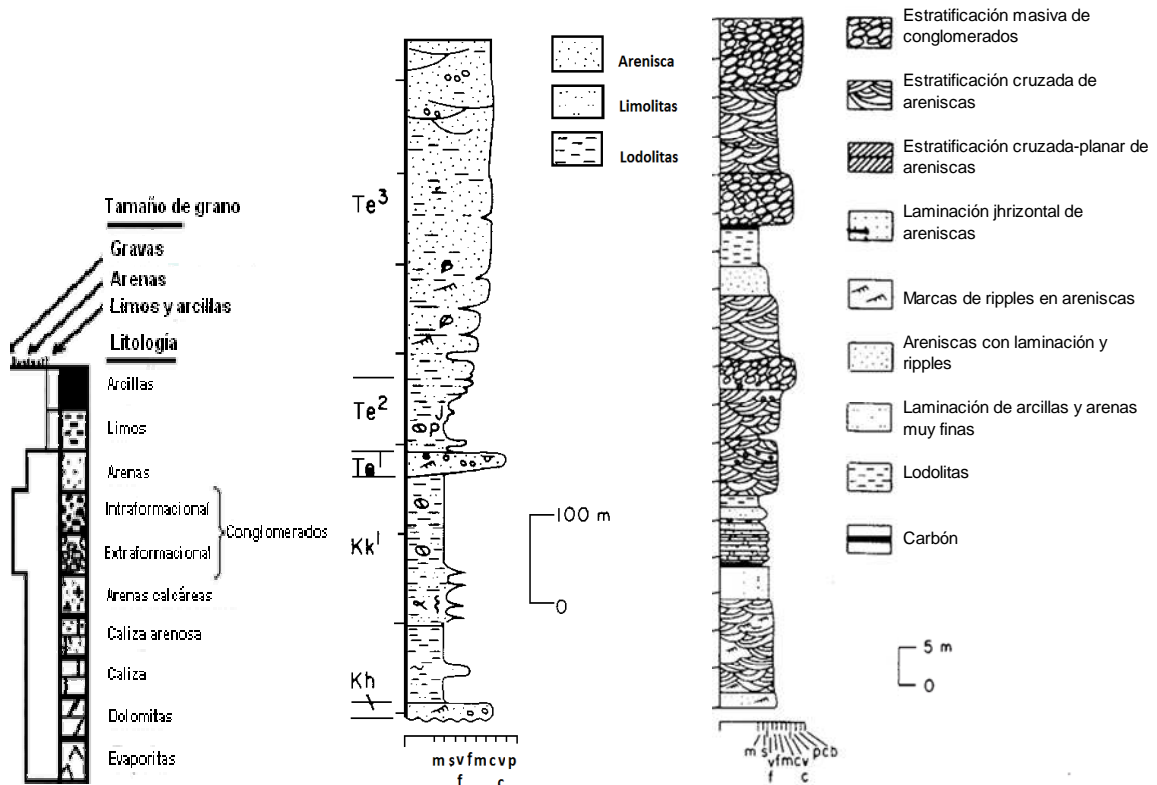 Tamaño de grano
Gravas
Arenas
Limos y arcillas
Litología
Arcillas
Limos
Arenas
Intraformacional
Extraformacional
Conglomerados
Arenas calcáreas
Caliza arenosa
Caliza
Dolomitas
Evaporitas
Te3
Te2
Te1
Kk1
Kh
m s v f m c v p
f c
Arenisca
Limolitas
Lodolitas
100 m
0
m s v f m c v p c b
f c
Estratificación masiva de
conglomerados
Estratificación cruzada de
areniscas
Estratificación cruzada-planar de
areniscas
Laminación jhrizontal de
areniscas
Marcas de ripples en areniscas
Areniscas con laminación y
ripples
Laminación de arcillas y arenas
muy finas
Lodolitas
Carbón
5 m
0